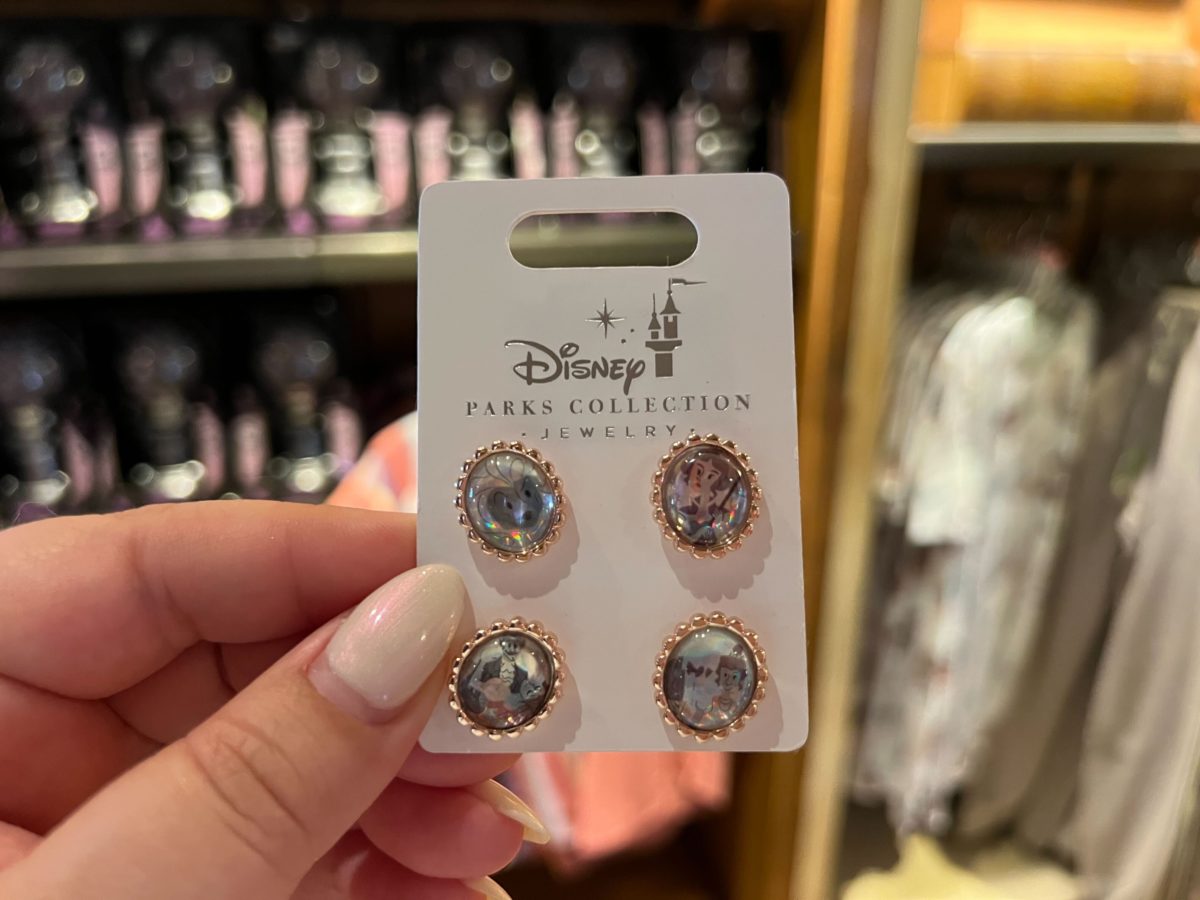 Disney
PARKS COLLECTION
· JEWELRY ·